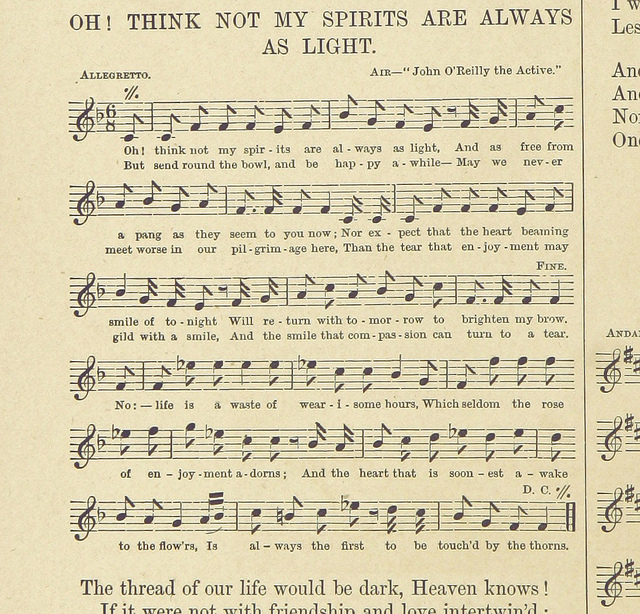 OH! THINK NOT MY SPIRITS ARE ALWAYS
AS LIGHT.
ALLEGRETTO.
AIR—"John O'Reilly the Active."
6
8
Oh! think not my spir-its are al-ways as light, And as free from
But send round the bowl, and be hap-py a-while— May we nev-er
a pang as they seem to you now; Nor ex-pect that the heart beaming
meet worse in our pil-grim-age here, Than the tear that en-joy-ment may
FINE.
smile of to-night Will re-turn with to-mor-row to brighten my brow.
gild with a smile, And the smile that com-pas-sion can turn to a tear.
No:—life is a waste of wear-i-some hours, Which seldom the rose
of en-joy-ment a-dorns; And the heart that is soon-est a-wake
D. C.
to the flow'rs, Is al-ways the first to be touch'd by the thorns.
The thread of our life would be dark, Heaven knows!
If it were not with friendship and love intertwin'd